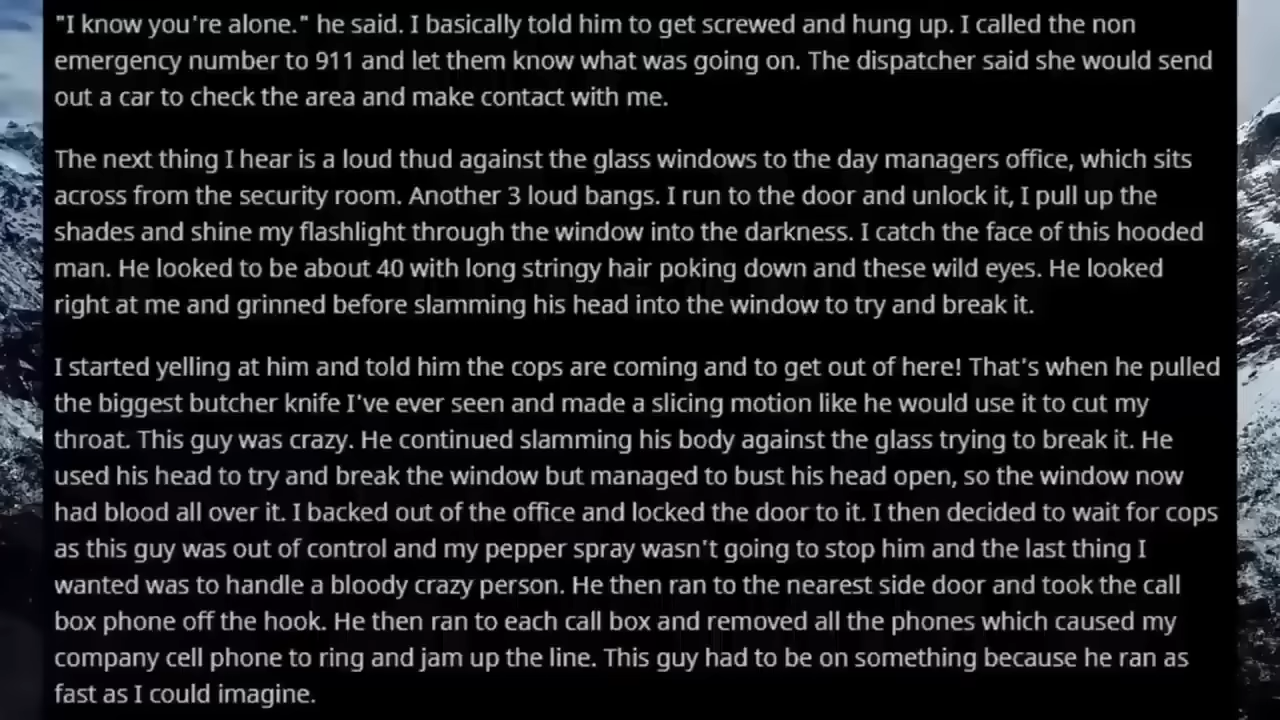 "I know you're alone." he said. I basically told him to get screwed and hung up. I called the non
emergency number to 911 and let them know what was going on. The dispatcher said she would send
out a car to check the area and make contact with me.
The next thing I hear is a loud thud against the glass windows to the day managers office, which sits
across from the security room. Another 3 loud bangs. I run to the door and unlock it, I pull up the
shades and shine my flashlight through the window into the darkness. I catch the face of this hooded
man. He looked to be about 40 with long stringy hair poking down and these wild eyes. He looked
right at me and grinned before slamming his head into the window to try and break it.
I started yelling at him and told him the cops are coming and to get out of here! That's when he pulled
the biggest butcher knife I've ever seen and made a slicing motion like he would use it to cut my
throat. This guy was crazy. He continued slamming his body against the glass trying to break it. He
used his head to try and break the window but managed to bust his head open, so the window now
had blood all over it. I backed out of the office and locked the door to it. I then decided to wait for cops
as this guy was out of control and my pepper spray wasn't going to stop him and the last thing I
wanted was to handle a bloody crazy person. He then ran to the nearest side door and took the call
box phone off the hook. He then ran to each call box and removed all the phones which caused my
company cell phone to ring and jam up the line. This guy had to be on something because he ran as
fast as I could imagine.